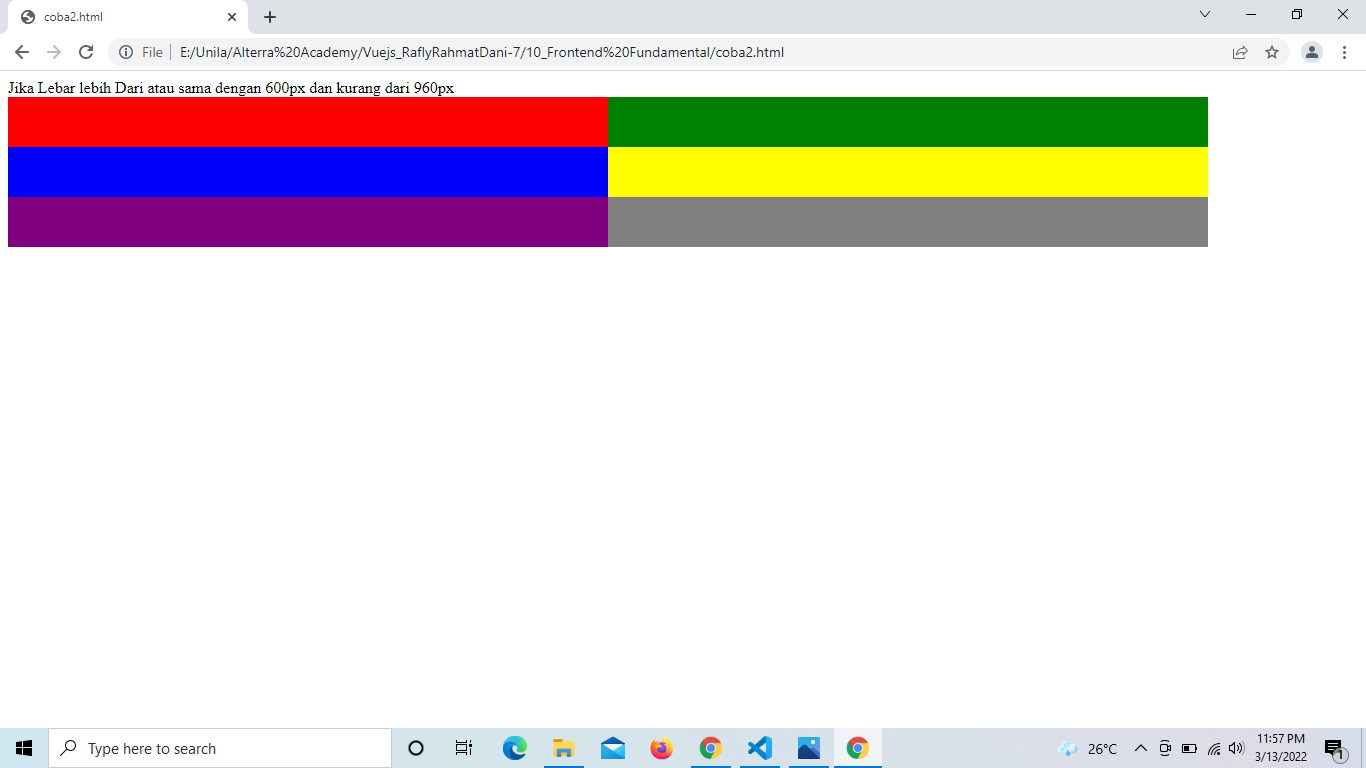 coba2.html
File
E:/Unila/Alterra%20Academy/Vuejs_RaflyRahmatDani-7/10_Frontend%20Fundamental/coba2.html
Jika Lebar lebih Dari atau sama dengan 600px dan kurang dari 960px
Type here to search
26°C
11:57 PM
3/13/2022
1